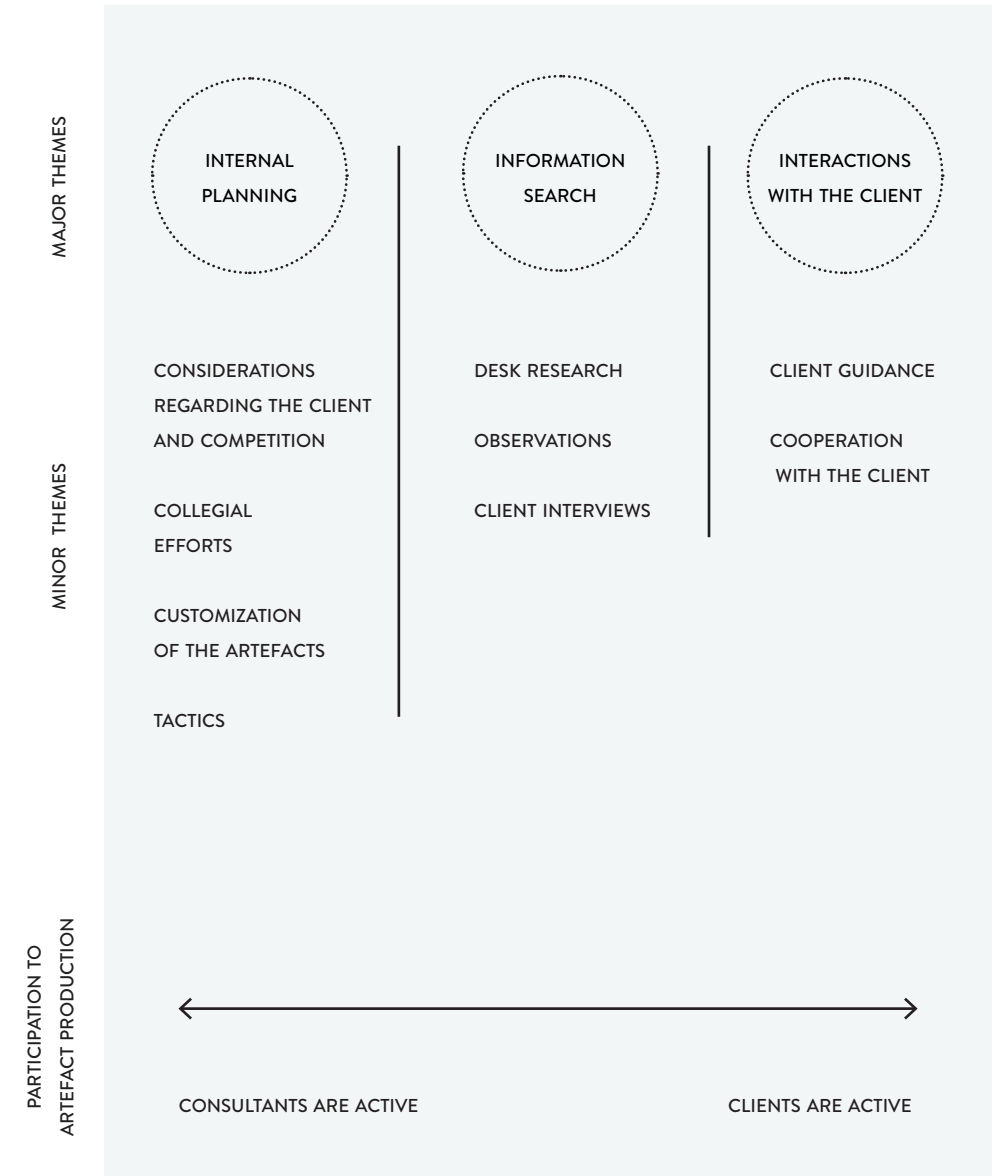 MAJOR THEMES
INTERNAL
PLANNING
INFORMATION
SEARCH
INTERACTIONS
WITH THE CLIENT
MINOR THEMES
CONSIDERATIONS
REGARDING THE CLIENT
AND COMPETITION
COLLEGIAL
EFFORTS
CUSTOMIZATION
OF THE ARTEFACTS
TACTICS
DESK RESEARCH
OBSERVATIONS
CLIENT INTERVIEWS
CLIENT GUIDANCE
COOPERATION
WITH THE CLIENT
PARTICIPATION TO
ARTEFACT PRODUCTION
CONSULTANTS ARE ACTIVE
CLIENTS ARE ACTIVE